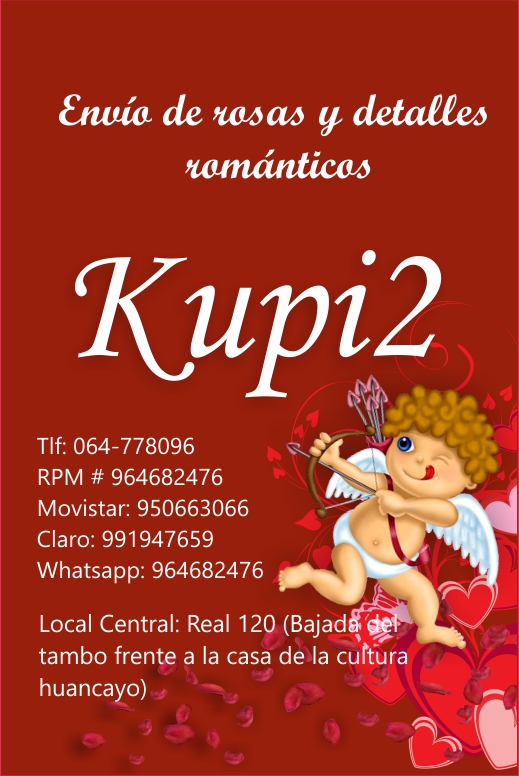 Envío de rosas y detalles
románticos
Kupi2
Tlf: 064-778096
RPM # 964682476
Movistar: 950663066
Claro: 991947659
Whatsapp: 964682476
Local Central: Real 120 (Bajada del
tambo frente a la casa de la cultura
huancayo)